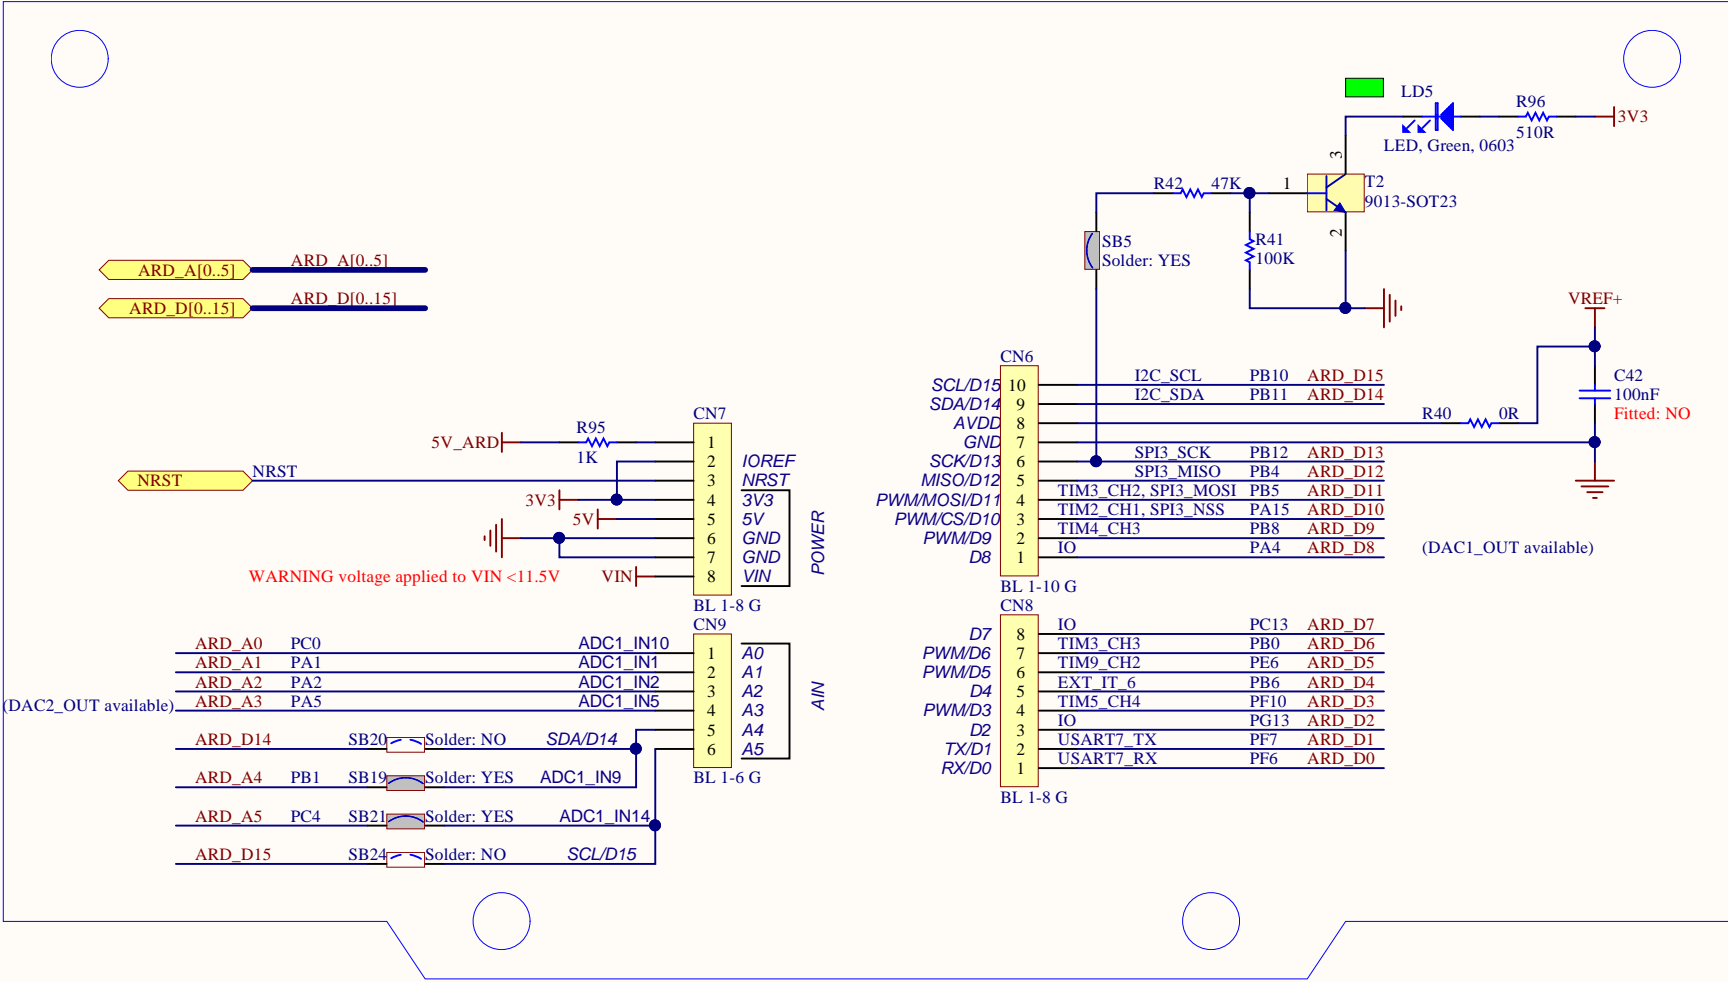 LD5
R96
510R
3V3
LED, Green, 0603
3
R42
47K
1
T2
9013-SOT23
2
SB5
Solder: YES
R41
100K
ARD_A[0..5]
ARD_A[0..5]
ARD_D[0..15]
ARD_D[0..15]
VREF+
C42
100nF
Fitted: NO
R40
0R
CN6
SCL/D15 10 I2C_SCL PB10 ARD_D15
SDA/D14 9 I2C_SDA PB11 ARD_D14
AVDD 8
GND 7
SCK/D13 6 SPI3_SCK PB12 ARD_D13
MISO/D12 5 SPI3_MISO PB4 ARD_D12
PWM/MOSI/D11 4 TIM3_CH2, SPI3_MOSI PB5 ARD_D11
PWM/CS/D10 3 TIM2_CH1, SPI3_NSS PA15 ARD_D10
PWM/D9 2 TIM4_CH3 PB8 ARD_D9
D8 1 IO PA4 ARD_D8 (DAC1_OUT available)
BL 1-10 G
CN7
5V_ARD R95 1
1K
2 IOREF
NRST NRST 3 NRST
3V3 4 3V3
5V 5 5V
6 GND
7 GND
WARNING voltage applied to VIN <11.5V VIN 8 VIN
POWER
BL 1-8 G
CN9
ARD_A0 PC0 ADC1_IN10 1 A0
ARD_A1 PA1 ADC1_IN1 2 A1
ARD_A2 PA2 ADC1_IN2 3 A2
(DAC2_OUT available) ARD_A3 PA5 ADC1_IN5 4 A3
5 A4
6 A5
AIN
BL 1-6 G
ARD_D14 SB20 Solder: NO SDA/D14
ARD_A4 PB1 SB19 Solder: YES ADC1_IN9
ARD_A5 PC4 SB21 Solder: YES ADC1_IN14
ARD_D15 SB24 Solder: NO SCL/D15
CN8
D7 8 IO PC13 ARD_D7
PWM/D6 7 TIM3_CH3 PB0 ARD_D6
PWM/D5 6 TIM9_CH2 PE6 ARD_D5
D4 5 EXT_IT_6 PB6 ARD_D4
PWM/D3 4 TIM5_CH4 PF10 ARD_D3
D2 3 IO PG13 ARD_D2
TX/D1 2 USART7_TX PF7 ARD_D1
RX/D0 1 USART7_RX PF6 ARD_D0
BL 1-8 G